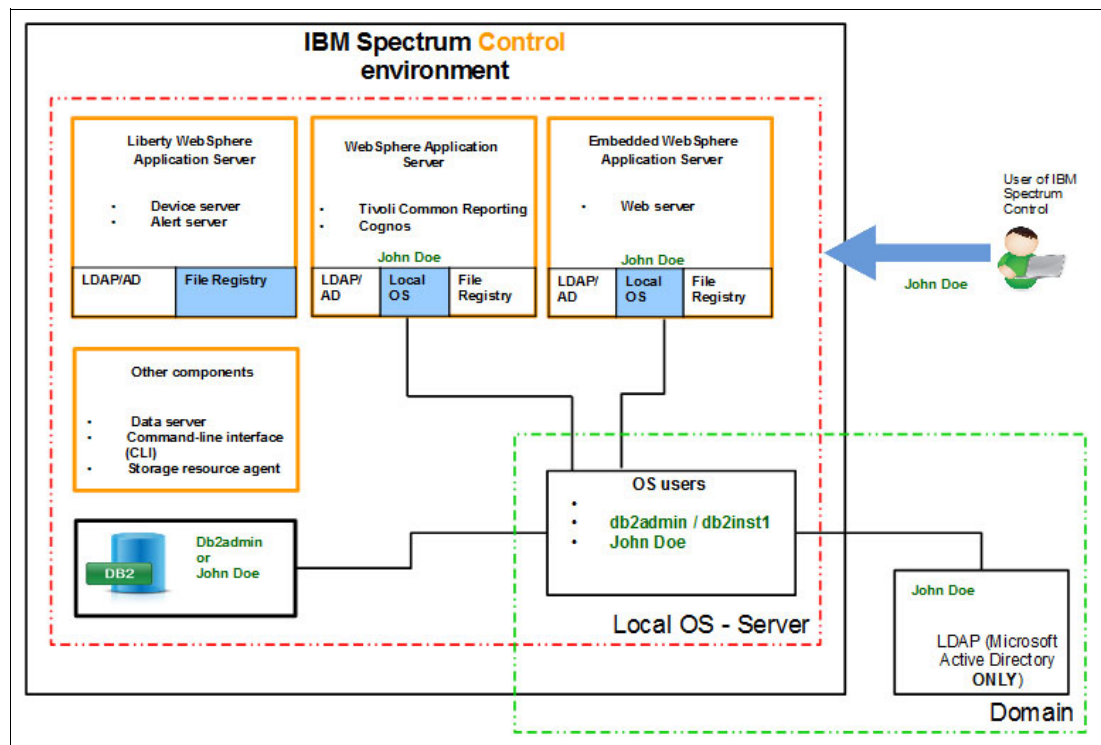 IBM Spectrum Control
environment
Liberty WebSphere
Application Server
• Device server
• Alert server
LDAP/AD
File Registry
WebSphere Application
Server
• Tivoli Common Reporting
• Cognos
John Doe
LDAP/
AD
Local
OS
File
Registry
Embedded WebSphere
Application Server
• Web server
John Doe
LDAP/
AD
Local
OS
File
Registry
User of IBM
Spectrum
Control
John Doe
Other components
• Data server
• Command-line interface
(CLI)
• Storage resource agent
OS users
•
• db2admin / db2inst1
• John Doe
DB2
Db2admin
or
John Doe
Local OS - Server
John Doe
LDAP (Microsoft
Active Directory
ONLY)
Domain